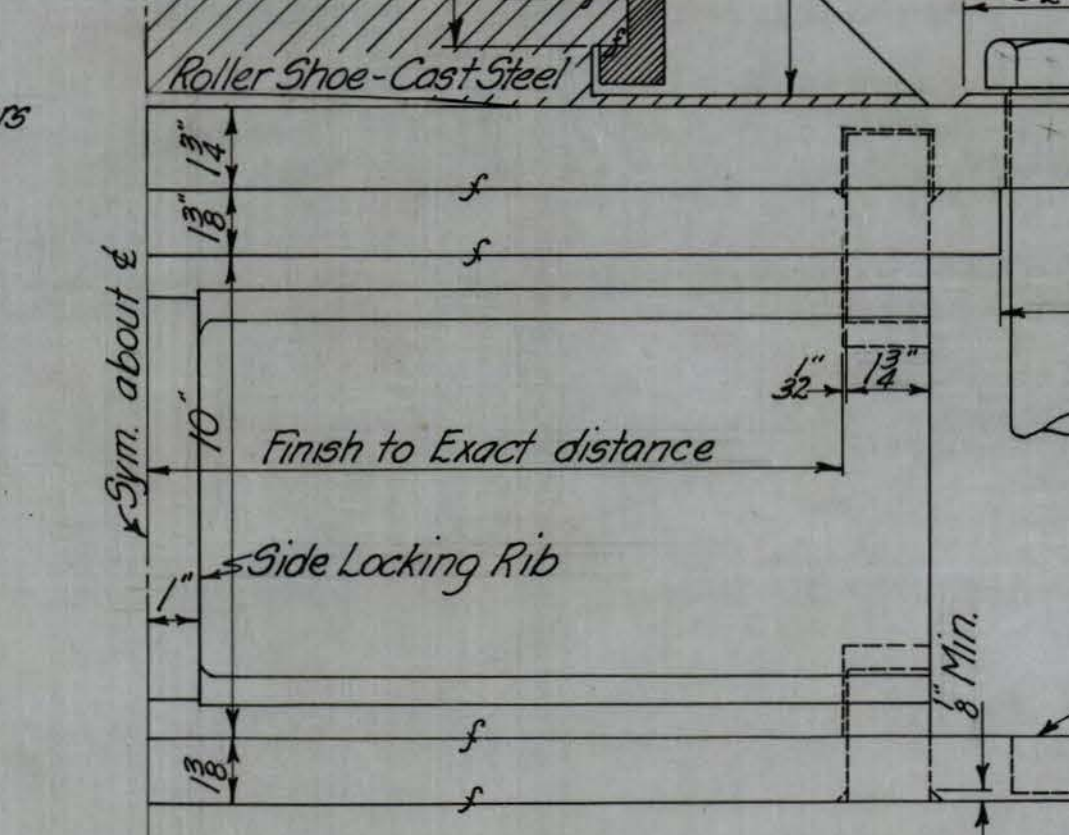 Roller Shoe-Cast Steel
f
1 3/4"
f
1 3/8"
f
Sym. about ℄
10"
1/32"
1 3/4"
Finish to Exact distance
Side Locking Rib
1"
1/8" Min.
f
1 3/8"
f